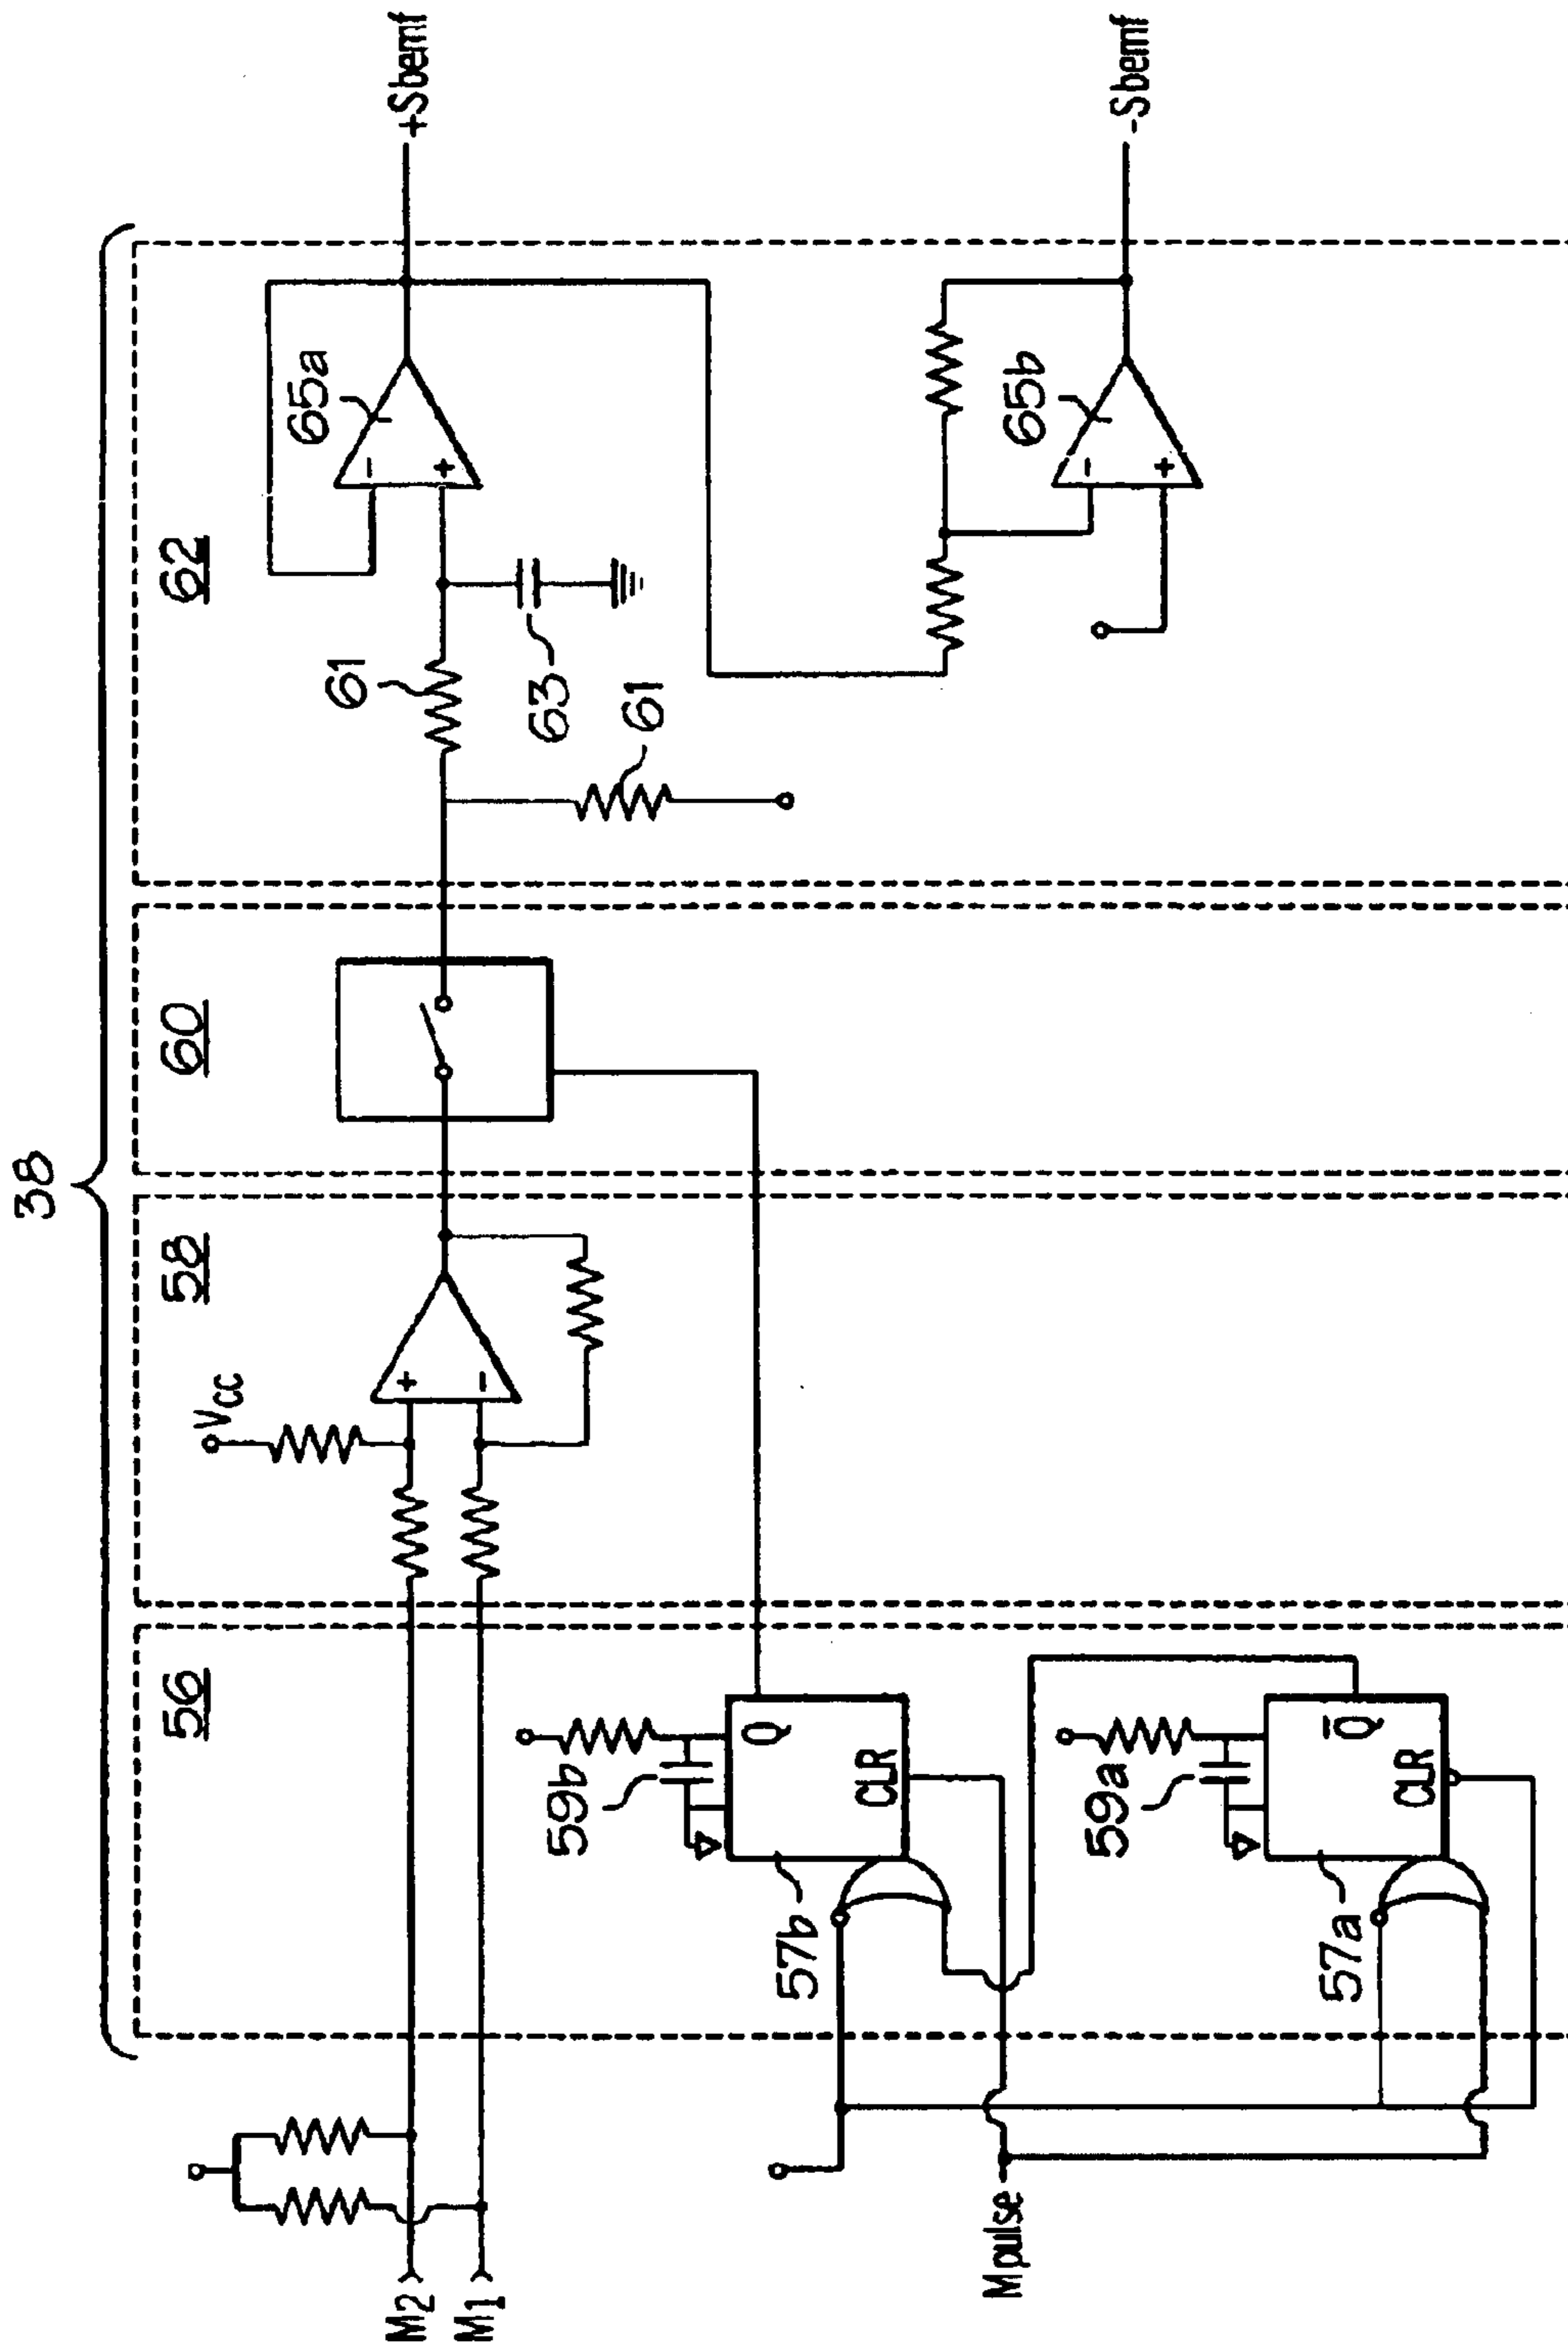 38
56
58
60
62
M2
M1
Vcc
+
-
61
63
61
-
+
65a
+Sbemf
59b
Q
CLR
57b
Mpulse
59a
Q̅
CLR
57a
-
+
65b
-Sbemf